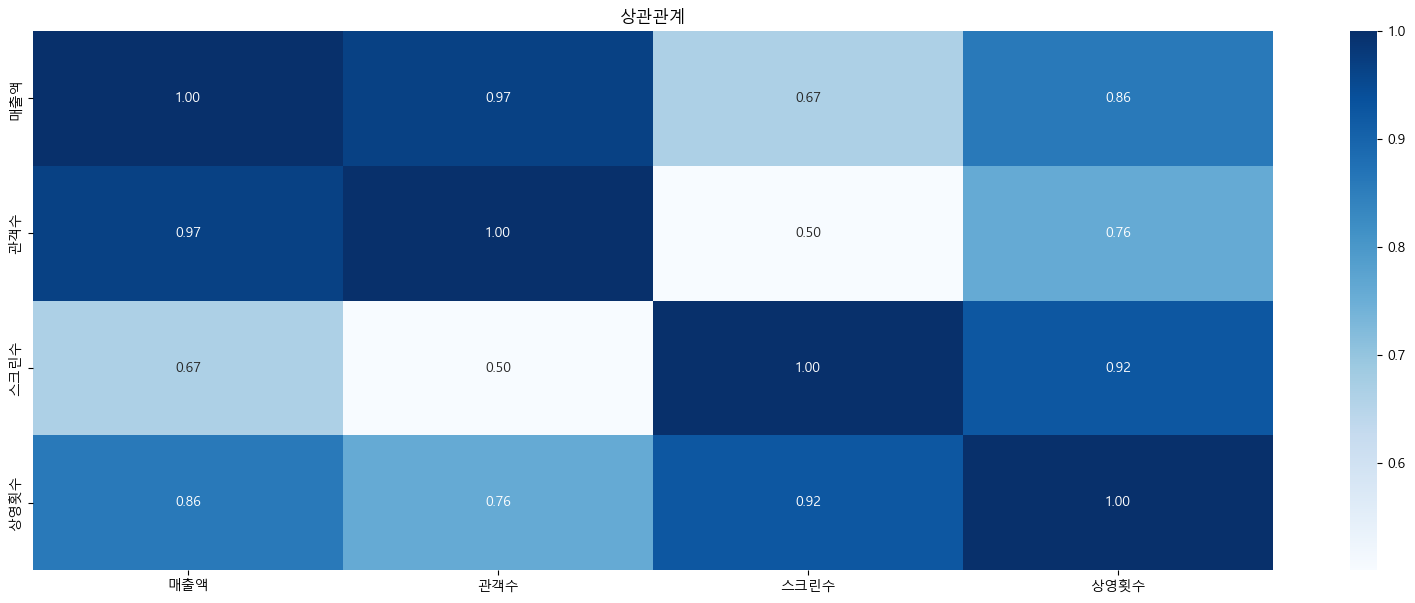 상관관계
매출액 1.00 0.97 0.67 0.86
관객수 0.97 1.00 0.50 0.76
스크린수 0.67 0.50 1.00 0.92
상영횟수 0.86 0.76 0.92 1.00
매출액 관객수 스크린수 상영횟수
1.0
0.9
0.8
0.7
0.6